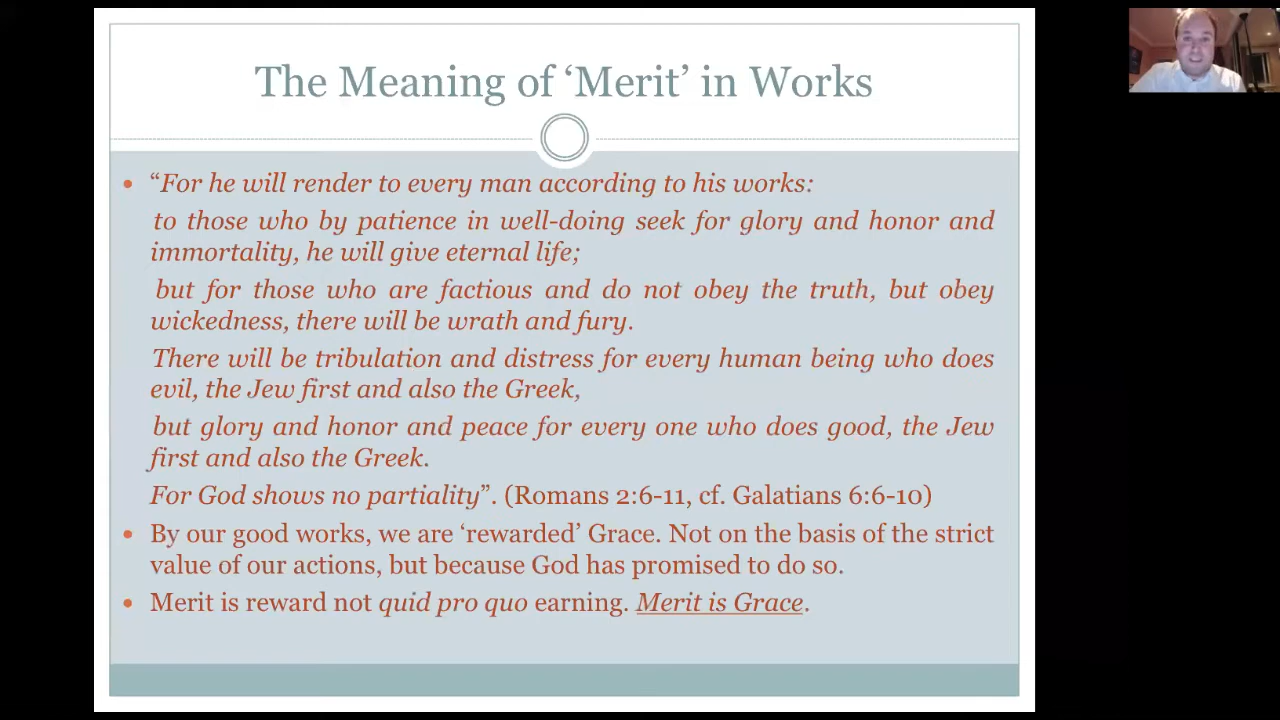 The Meaning of ‘Merit’ in Works
• “For he will render to every man according to his works:
to those who by patience in well-doing seek for glory and honor and
immortality, he will give eternal life;
but for those who are factious and do not obey the truth, but obey
wickedness, there will be wrath and fury.
There will be tribulation and distress for every human being who does
evil, the Jew first and also the Greek,
but glory and honor and peace for every one who does good, the Jew
first and also the Greek.
For God shows no partiality”. (Romans 2:6-11, cf. Galatians 6:6-10)
• By our good works, we are ‘rewarded’ Grace. Not on the basis of the strict
value of our actions, but because God has promised to do so.
• Merit is reward not quid pro quo earning. Merit is Grace.